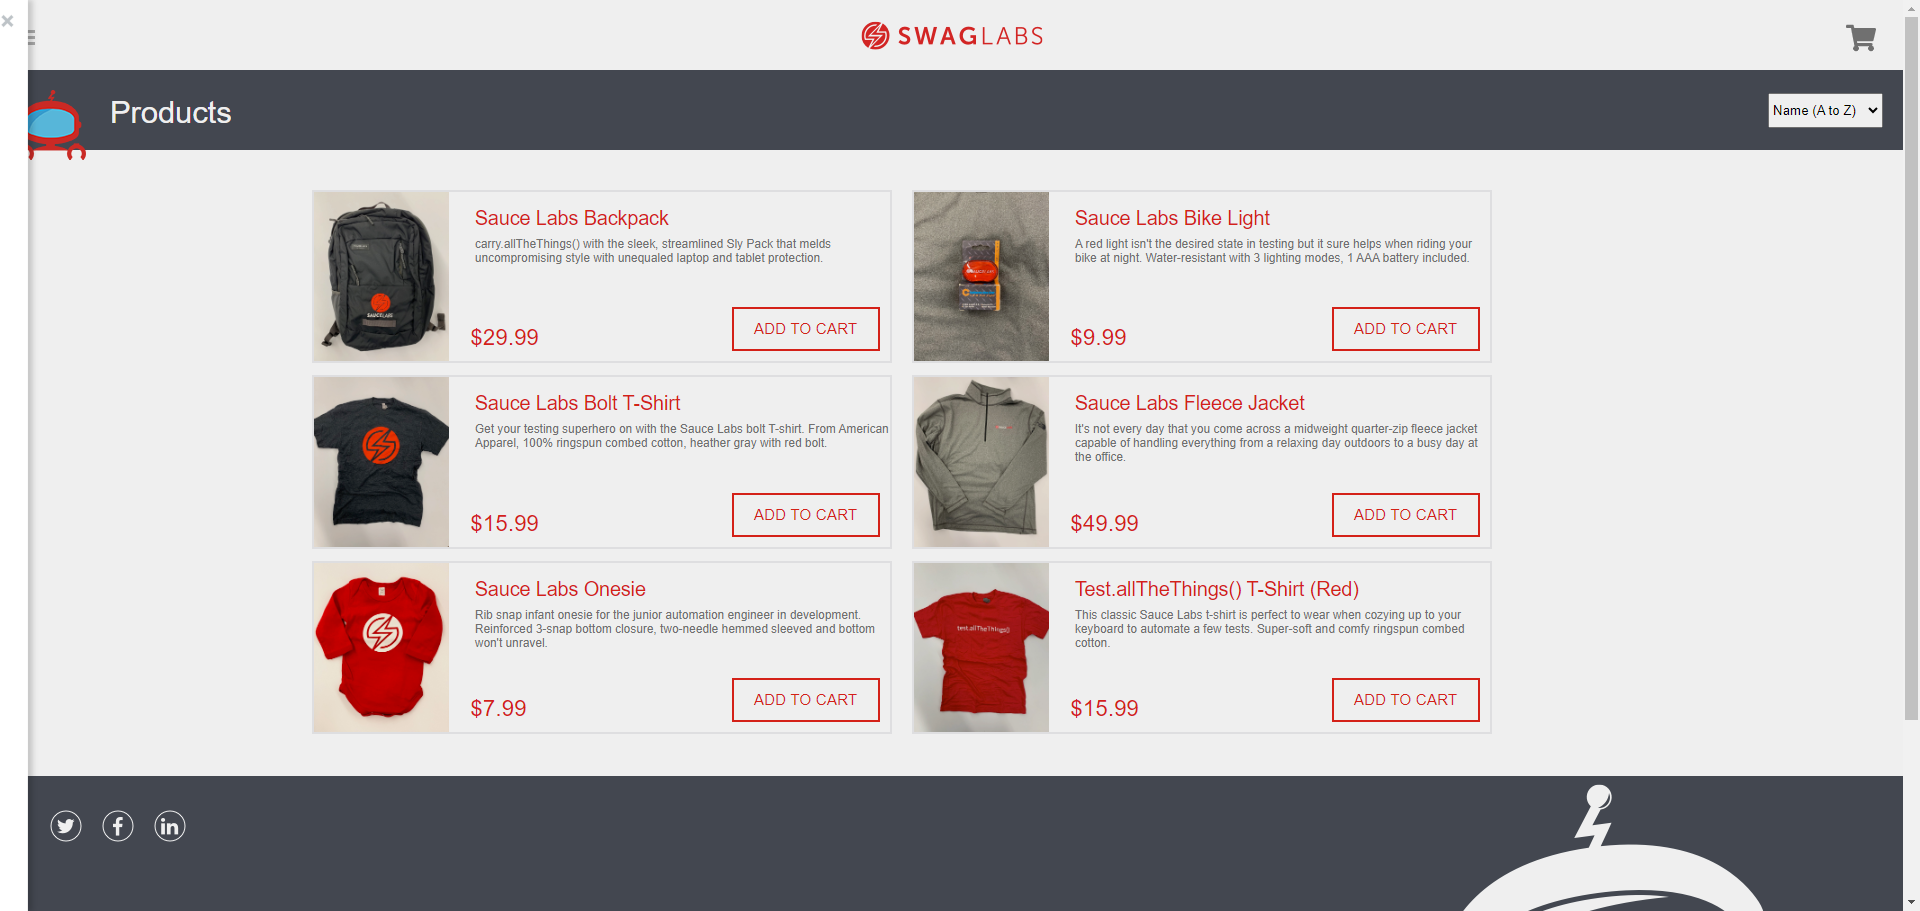 SWAGLABS
Products
Name (A to Z)
Sauce Labs Backpack
carry.allTheThings() with the sleek, streamlined Sly Pack that melds
uncompromising style with unequaled laptop and tablet protection.
SAUCELABS
$29.99
ADD TO CART
Sauce Labs Bike Light
A red light isn't the desired state in testing but it sure helps when riding your
bike at night. Water-resistant with 3 lighting modes, 1 AAA battery included.
$9.99
ADD TO CART
Sauce Labs Bolt T-Shirt
Get your testing superhero on with the Sauce Labs bolt T-shirt. From American
Apparel, 100% ringspun combed cotton, heather gray with red bolt.
$15.99
ADD TO CART
Sauce Labs Fleece Jacket
It's not every day that you come across a midweight quarter-zip fleece jacket
capable of handling everything from a relaxing day outdoors to a busy day at
the office.
$49.99
ADD TO CART
Sauce Labs Onesie
Rib snap infant onesie for the junior automation engineer in development.
Reinforced 3-snap bottom closure, two-needle hemmed sleeved and bottom
won't unravel.
$7.99
ADD TO CART
Test.allTheThings() T-Shirt (Red)
This classic Sauce Labs t-shirt is perfect to wear when cozying up to your
keyboard to automate a few tests. Super-soft and comfy ringspun combed
cotton.
test.allTheThings()
$15.99
ADD TO CART